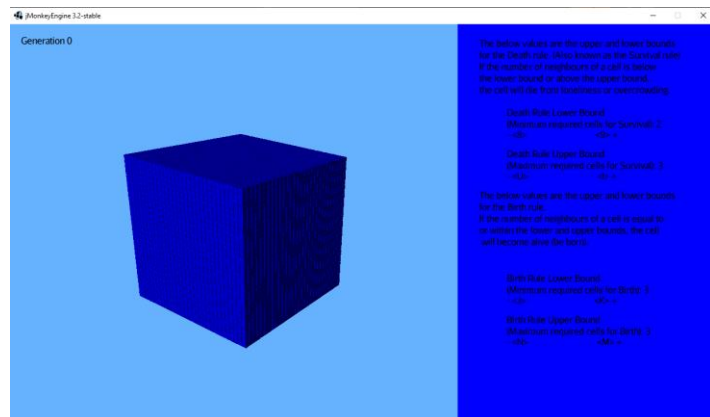 jMonkeyEngine 3.2-stable
Generation 0
The below values are the upper and lower bounds
for the Death rule. (Also known as the Survival rule)
If the number of neighbours of a cell is below
the lower bound or above the upper bound,
the cell will die from loneliness or overcrowding.
Death Rule Lower Bound
(Minimum required cells for Survival): 2
Death Rule Upper Bound
(Maximum required cells for Survival): 3
The below values are the upper and lower bounds
for the Birth rule.
If the number of neighbours of a cell is equal to
or within the lower and upper bounds, the cell
will become alive (be born).
Birth Rule Lower Bound
(Minimum required cells for Birth): 3
Birth Rule Upper Bound
(Maximum required cells for Birth): 3